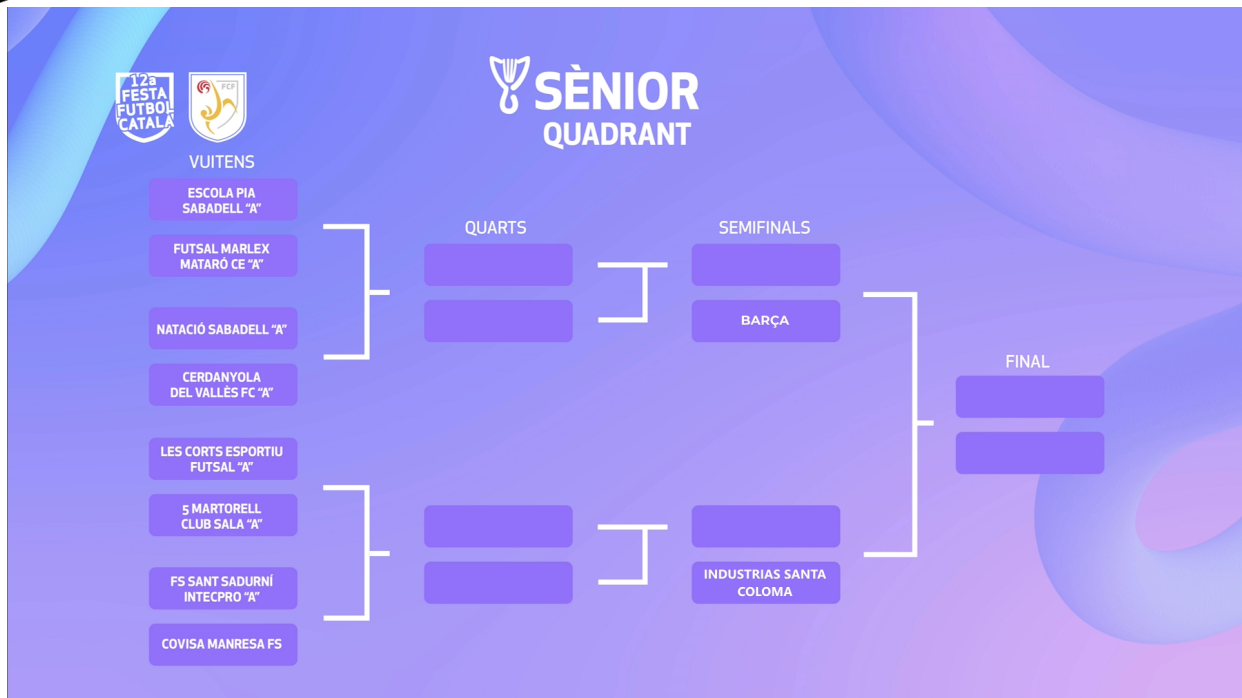 12a
FESTA
FUTBOL
CATALÀ
FCF
SÈNIOR
QUADRANT
VUITENS
ESCOLA PIA
SABADELL “A”
FUTSAL MARLEX
MATARÓ CE “A”
NATACIÓ SABADELL “A”
CERDANYOLA
DEL VALLÈS FC “A”
LES CORTS ESPORTIU
FUTSAL “A”
5 MARTORELL
CLUB SALA “A”
FS SANT SADURNÍ
INTECPRO “A”
COVISA MANRESA FS
QUARTS
SEMIFINALS
BARÇA
INDUSTRIAS SANTA
COLOMA
FINAL